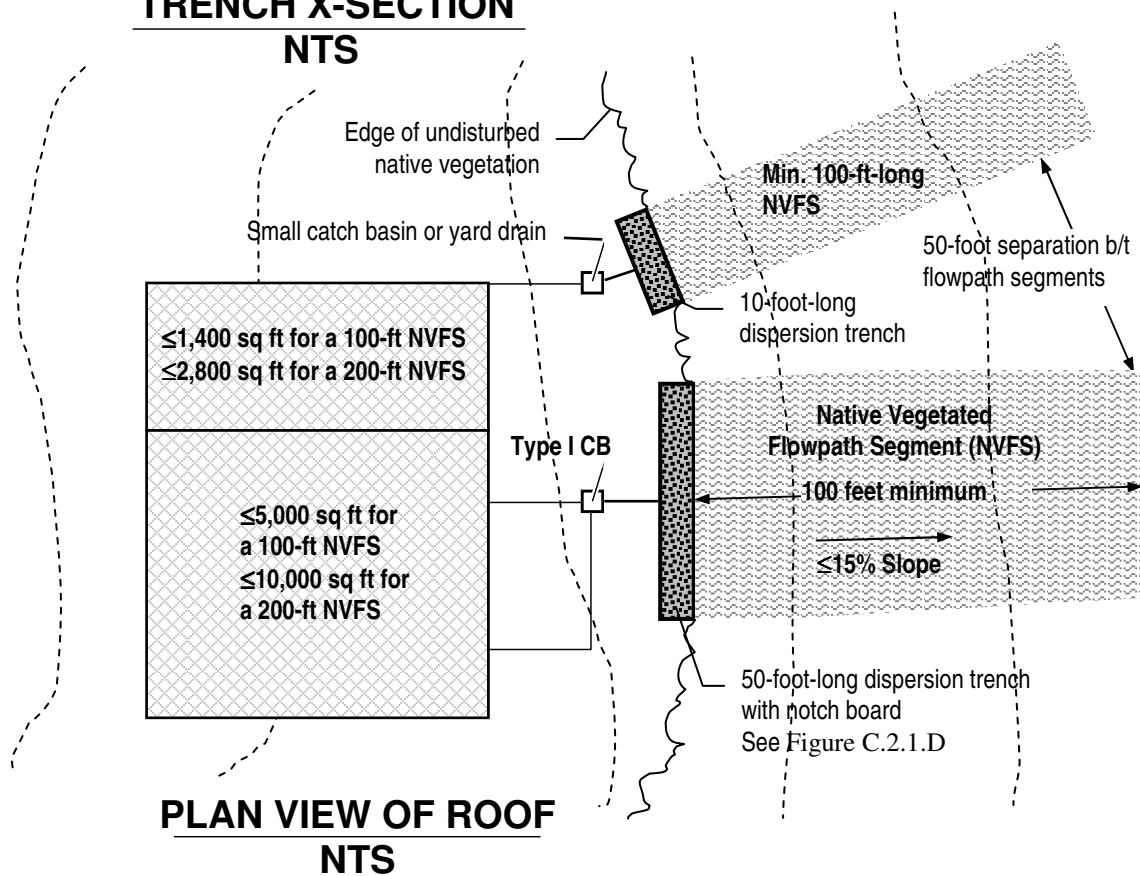 TRENCH X-SECTION
NTS
Edge of undisturbed
native vegetation
Min. 100-ft-long
NVFS
Small catch basin or yard drain
50-foot separation b/t
flowpath segments
10-foot-long
dispersion trench
≤1,400 sq ft for a 100-ft NVFS
≤2,800 sq ft for a 200-ft NVFS
Native Vegetated
Flowpath Segment (NVFS)
Type I CB
100 feet minimum
≤15% Slope
≤5,000 sq ft for
a 100-ft NVFS
≤10,000 sq ft for
a 200-ft NVFS
50-foot-long dispersion trench
with notch board
See Figure C.2.1.D
PLAN VIEW OF ROOF
NTS